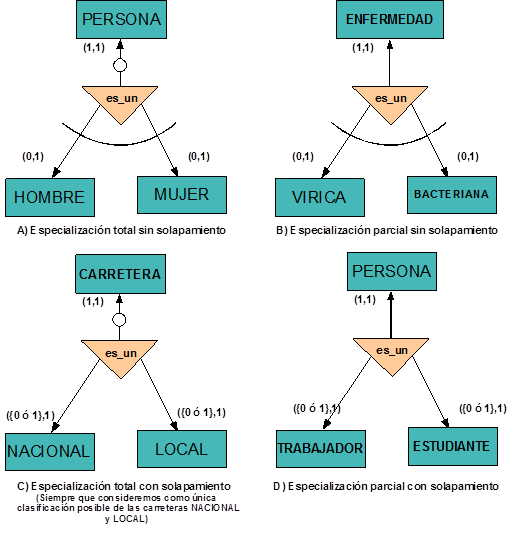 PERSONA
(1,1)
es_un
(0,1)
(0,1)
HOMBRE
MUJER
A) Especialización total sin solapamiento
ENFERMEDAD
(1,1)
es_un
(0,1)
(0,1)
VIRICA
BACTERIANA
B) Especialización parcial sin solapamiento
CARRETERA
(1,1)
es_un
({0 ó 1},1)
({0 ó 1},1)
NACIONAL
LOCAL
C) Especialización total con solapamiento
(Siempre que consideremos como única
clasificación posible de las carreteras NACIONAL
y LOCAL)
PERSONA
(1,1)
es_un
({0 ó 1},1)
({0 ó 1},1)
TRABAJADOR
ESTUDIANTE
D) Especialización parcial con solapamiento